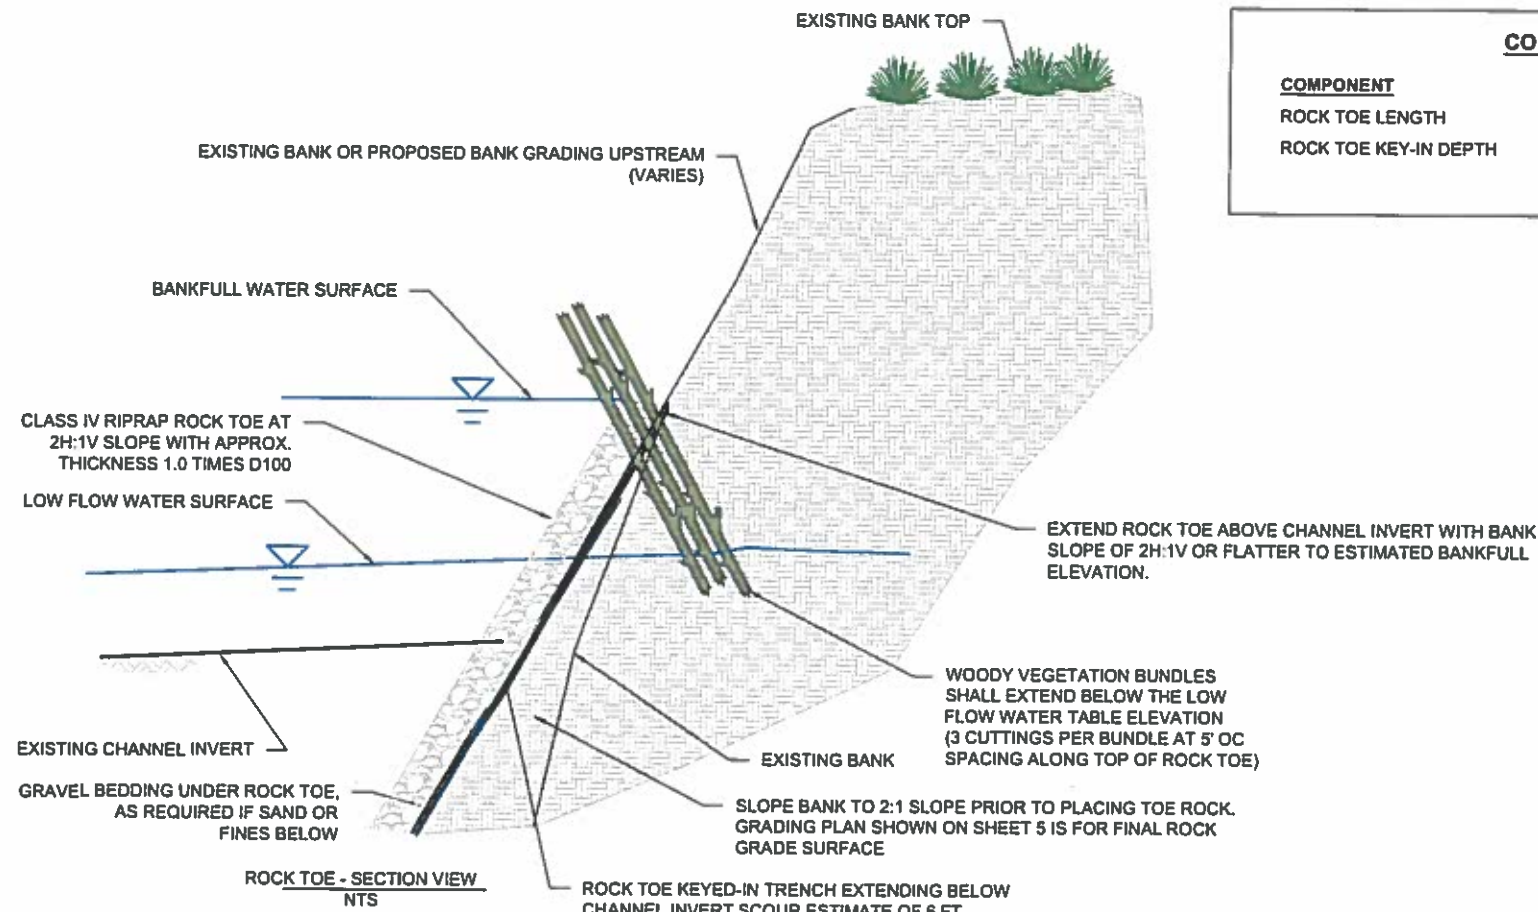 EXISTING BANK TOP
CO
COMPONENT
ROCK TOE LENGTH
ROCK TOE KEY-IN DEPTH
EXISTING BANK OR PROPOSED BANK GRADING UPSTREAM
(VARIES)
BANKFULL WATER SURFACE
CLASS IV RIPRAP ROCK TOE AT
2H:1V SLOPE WITH APPROX.
THICKNESS 1.0 TIMES D100
LOW FLOW WATER SURFACE
EXTEND ROCK TOE ABOVE CHANNEL INVERT WITH BANK
SLOPE OF 2H:1V OR FLATTER TO ESTIMATED BANKFULL
ELEVATION.
WOODY VEGETATION BUNDLES
SHALL EXTEND BELOW THE LOW
FLOW WATER TABLE ELEVATION
(3 CUTTINGS PER BUNDLE AT 5' OC
SPACING ALONG TOP OF ROCK TOE)
EXISTING CHANNEL INVERT
EXISTING BANK
GRAVEL BEDDING UNDER ROCK TOE,
AS REQUIRED IF SAND OR
FINES BELOW
SLOPE BANK TO 2:1 SLOPE PRIOR TO PLACING TOE ROCK.
GRADING PLAN SHOWN ON SHEET 5 IS FOR FINAL ROCK
GRADE SURFACE
ROCK TOE - SECTION VIEW
NTS
ROCK TOE KEYED-IN TRENCH EXTENDING BELOW
CHANNEL INVERT SCOUR ESTIMATE OF 6 FT